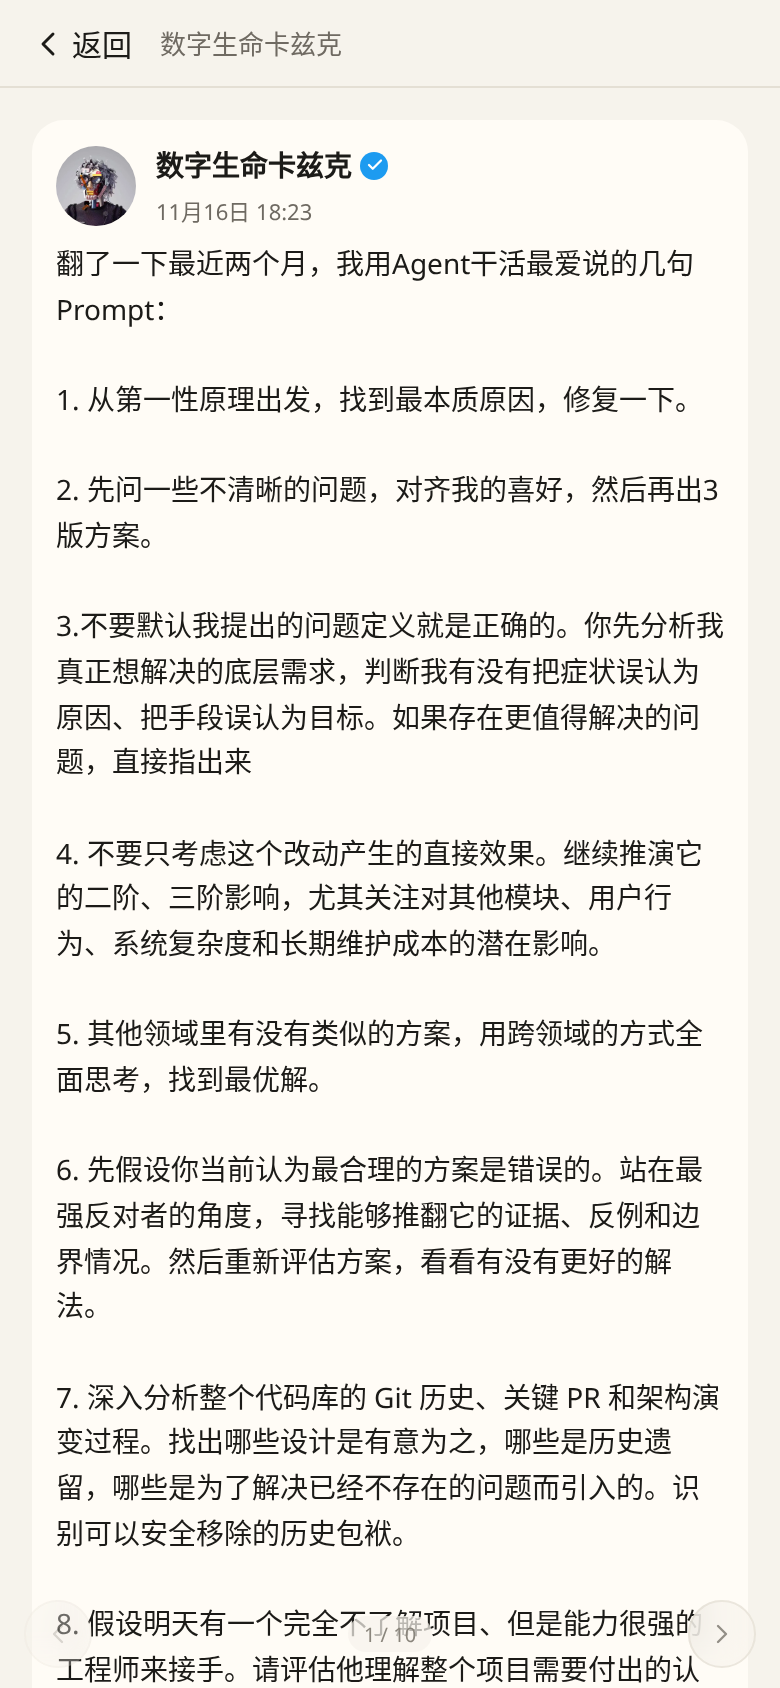 返回 数字生命卡兹克
数字生命卡兹克
11月16日 18:23
翻了一下最近两个月，我用Agent干活最爱说的几句
Prompt：
1. 从第一性原理出发，找到最本质原因，修复一下。
2. 先问一些不清晰的问题，对齐我的喜好，然后再出3
版方案。
3.不要默认我提出的问题定义就是正确的。你先分析我
真正想解决的底层需求，判断我有没有把症状误认为
原因、把手段误认为目标。如果存在更值得解决的问
题，直接指出来
4. 不要只考虑这个改动产生的直接效果。继续推演它
的二阶、三阶影响，尤其关注对其他模块、用户行
为、系统复杂度和长期维护成本的潜在影响。
5. 其他领域里有没有类似的方案，用跨领域的方式全
面思考，找到最优解。
6. 先假设你当前认为最合理的方案是错误的。站在最
强反对者的角度，寻找能够推翻它的证据、反例和边
界情况。然后重新评估方案，看看有没有更好的解
法。
7. 深入分析整个代码库的 Git 历史、关键 PR 和架构演
变过程。找出哪些设计是有意为之，哪些是历史遗
留，哪些是为了解决已经不存在的问题而引入的。识
别可以安全移除的历史包袱。
8. 假设明天有一个完全不了解项目、但是能力很强的
1 / 10
工程师来接手。请评估他理解整个项目需要付出的认